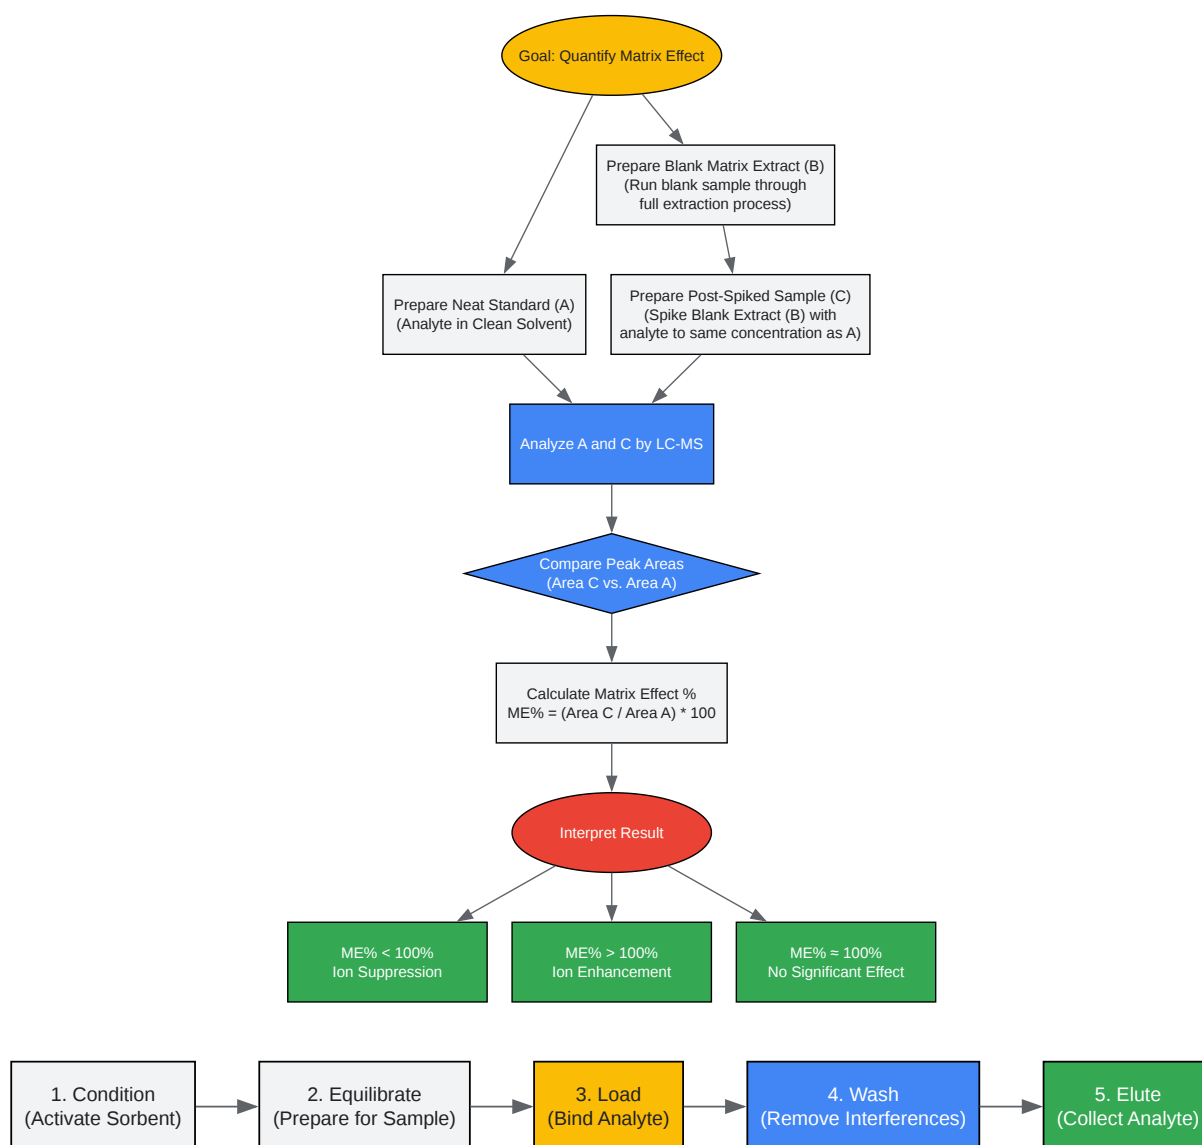 Goal: Quantify Matrix Effect
Prepare Blank Matrix Extract (B)
(Run blank sample through
full extraction process)
Prepare Neat Standard (A)
(Analyte in Clean Solvent)
Prepare Post-Spiked Sample (C)
(Spike Blank Extract (B) with
analyte to same concentration as A)
Analyze A and C by LC-MS
Compare Peak Areas
(Area C vs. Area A)
Calculate Matrix Effect %
ME% = (Area C / Area A) * 100
Interpret Result
ME% < 100%
Ion Suppression
ME% > 100%
Ion Enhancement
ME% ≈ 100%
No Significant Effect
1. Condition
(Activate Sorbent)
2. Equilibrate
(Prepare for Sample)
3. Load
(Bind Analyte)
4. Wash
(Remove Interferences)
5. Elute
(Collect Analyte)